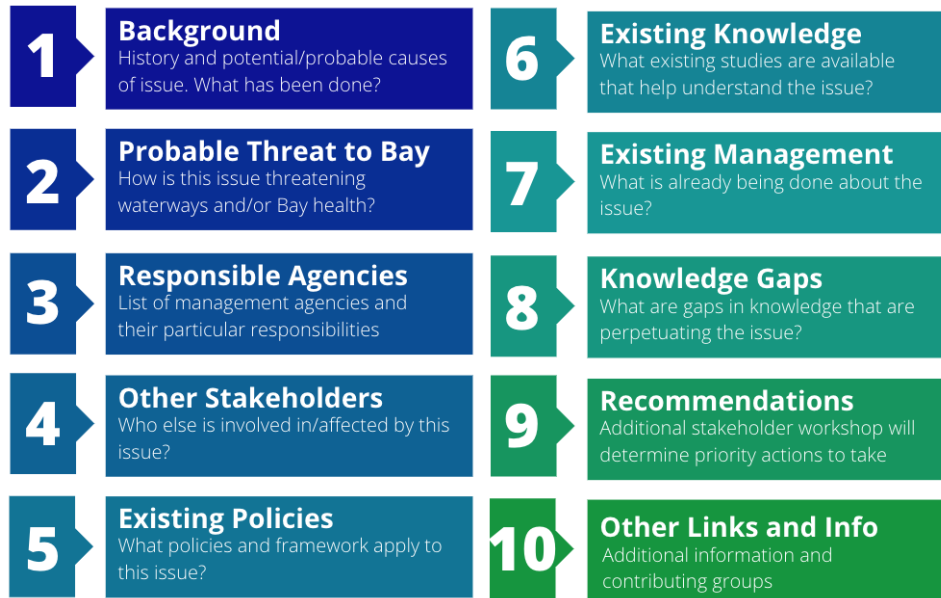 1
Background
History and potential/probable causes
of issue. What has been done?
2
Probable Threat to Bay
How is this issue threatening
waterways and/or Bay health?
3
Responsible Agencies
List of management agencies and
their particular responsibilities
4
Other Stakeholders
Who else is involved in/affected by this
issue?
5
Existing Policies
What policies and framework apply to
this issue?
6
Existing Knowledge
What existing studies are available
that help understand the issue?
7
Existing Management
What is already being done about the
issue?
8
Knowledge Gaps
What are gaps in knowledge that are
perpetuating the issue?
9
Recommendations
Additional stakeholder workshop will
determine priority actions to take
10
Other Links and Info
Additional information and
contributing groups